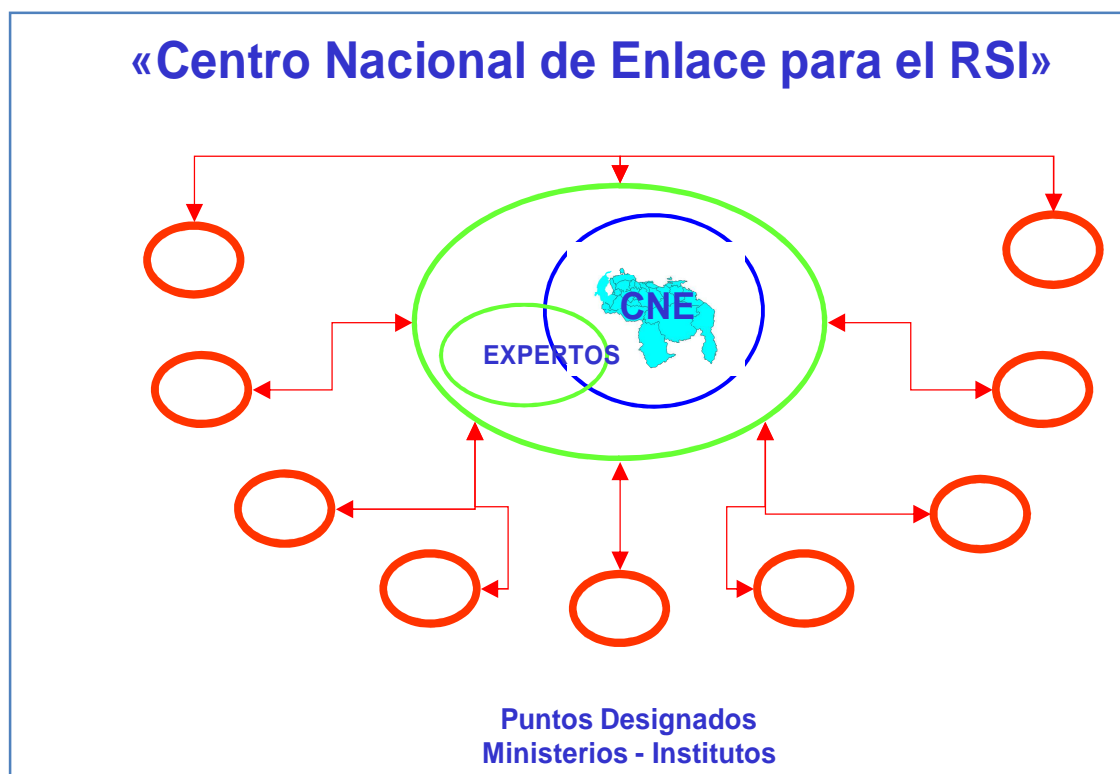 «Centro Nacional de Enlace para el RSI»
CNE
EXPERTOS
Puntos Designados
Ministerios - Institutos